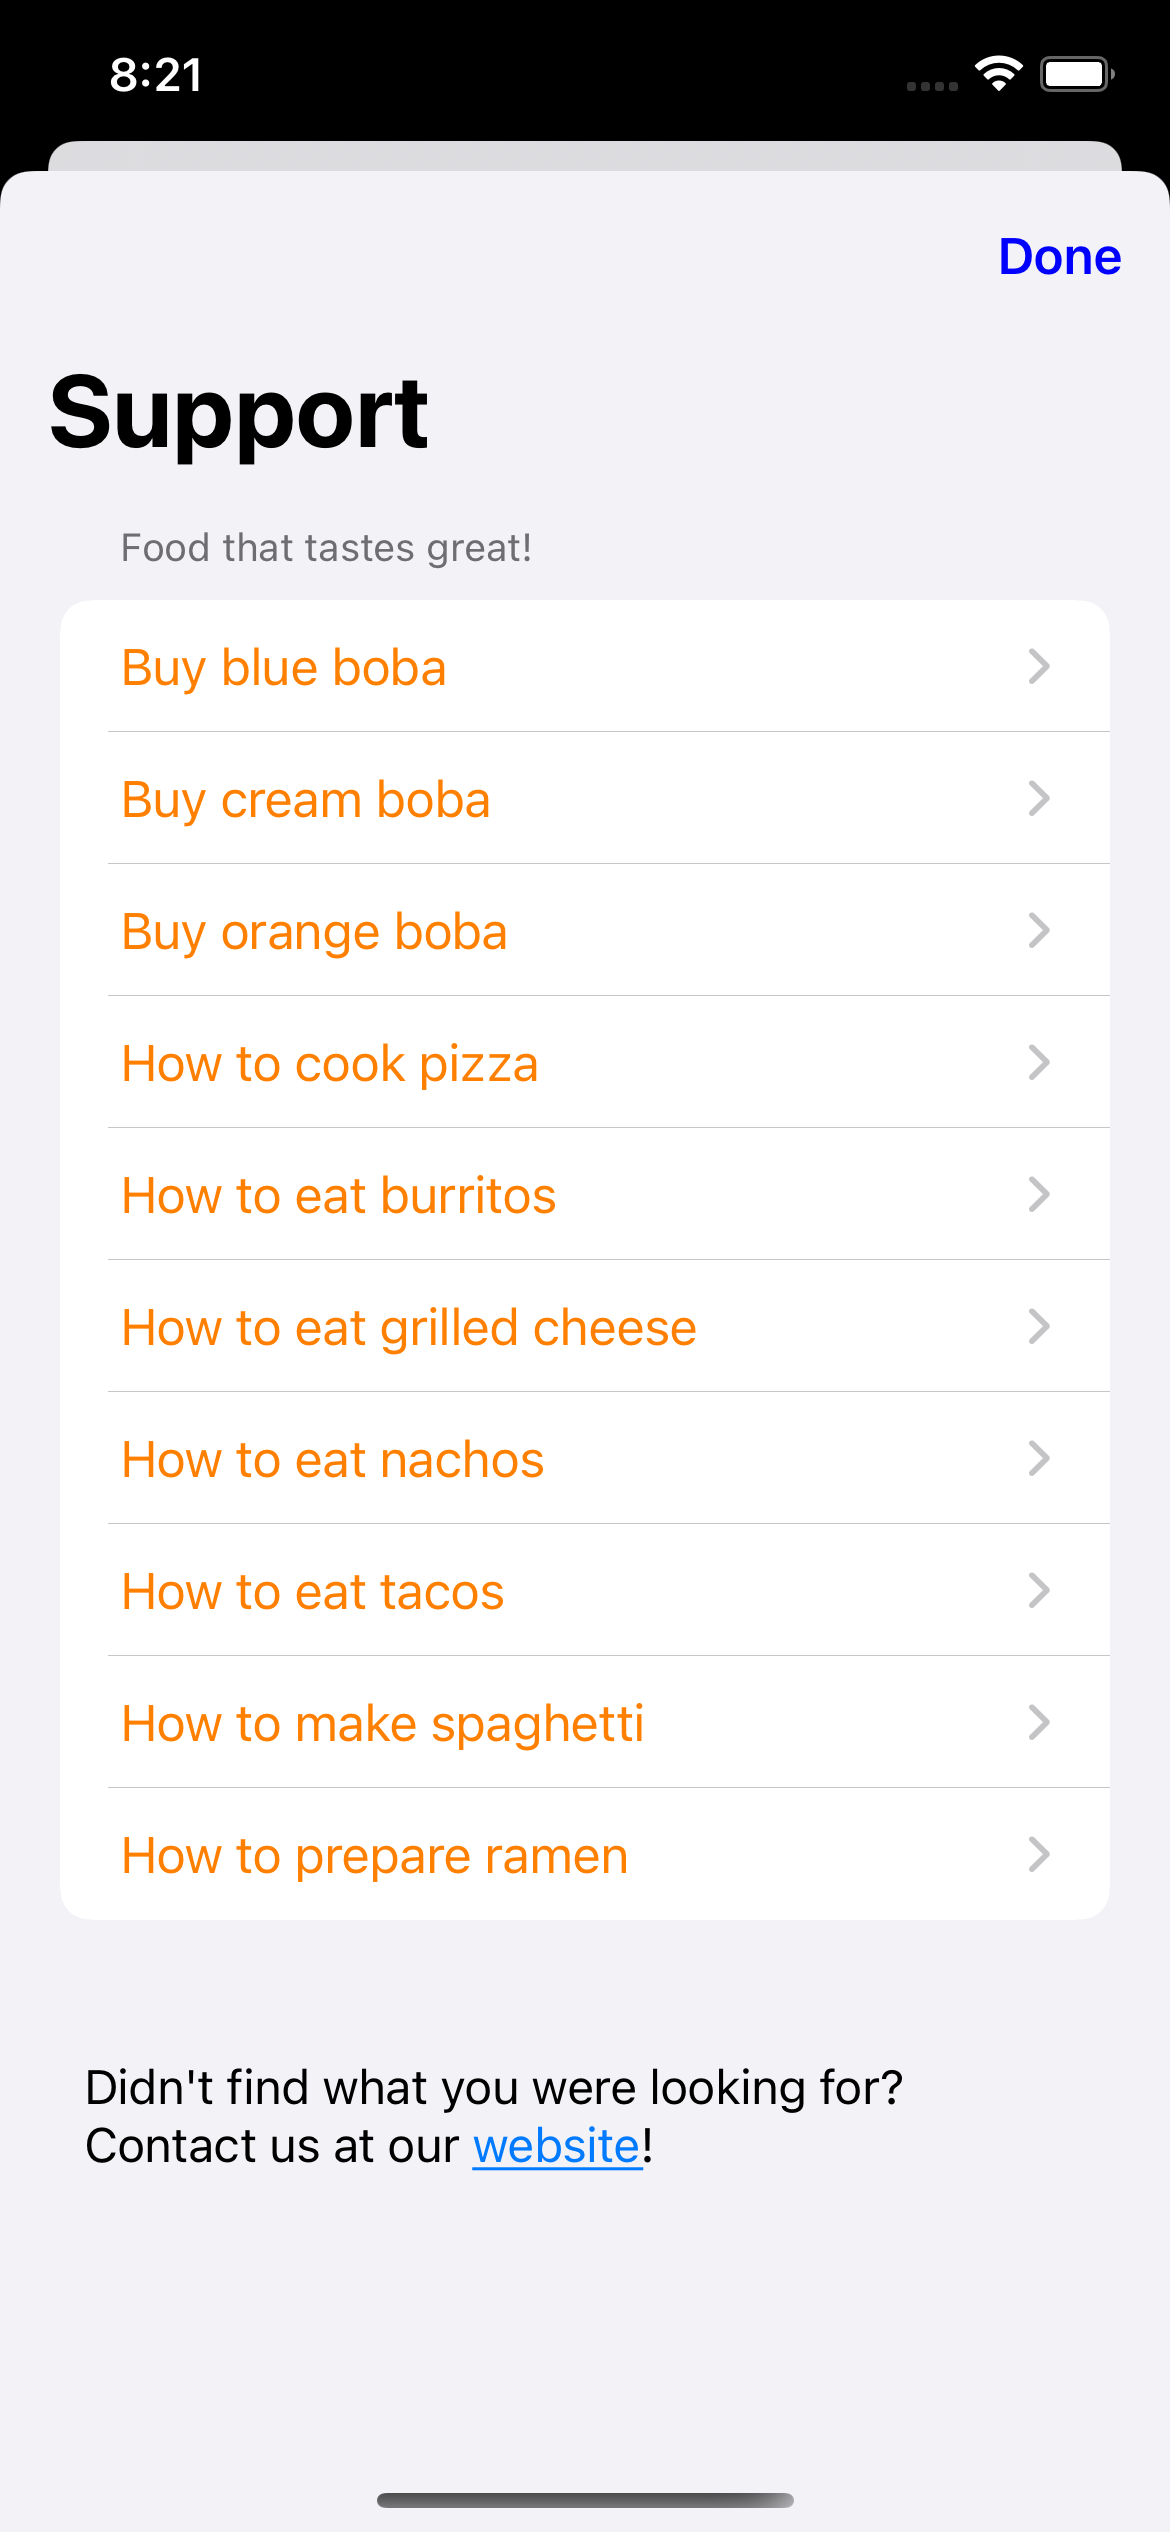 8:21
Done
Support
Food that tastes great!
Buy blue boba
Buy cream boba
Buy orange boba
How to cook pizza
How to eat burritos
How to eat grilled cheese
How to eat nachos
How to eat tacos
How to make spaghetti
How to prepare ramen
Didn't find what you were looking for?
Contact us at our website!